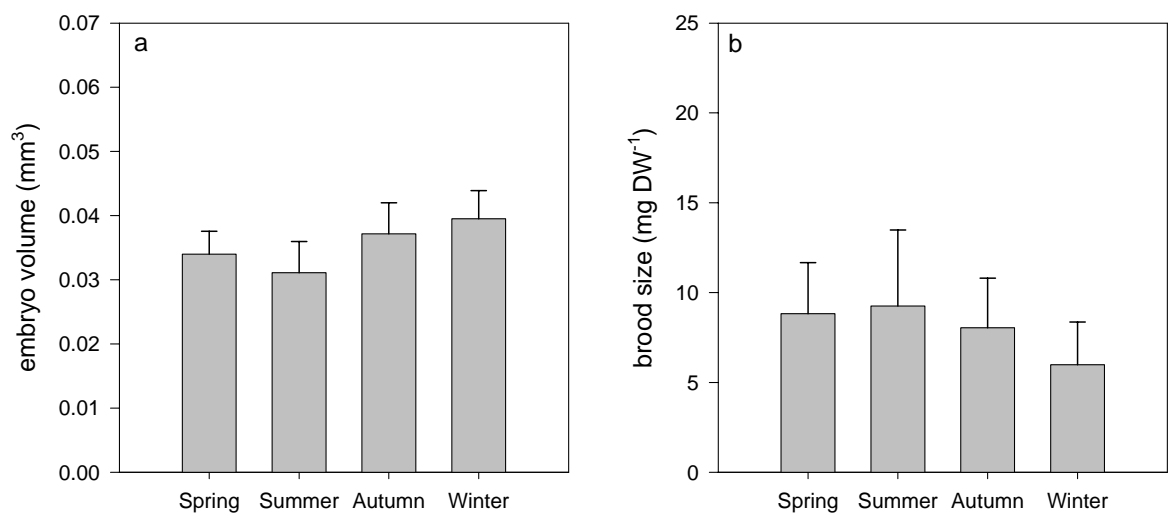 a
embryo volume (mm³)
0.07
0.06
0.05
0.04
0.03
0.02
0.01
0.00
Spring Summer Autumn Winter
b
brood size (mg DW⁻¹)
25
20
15
10
5
0
Spring Summer Autumn Winter